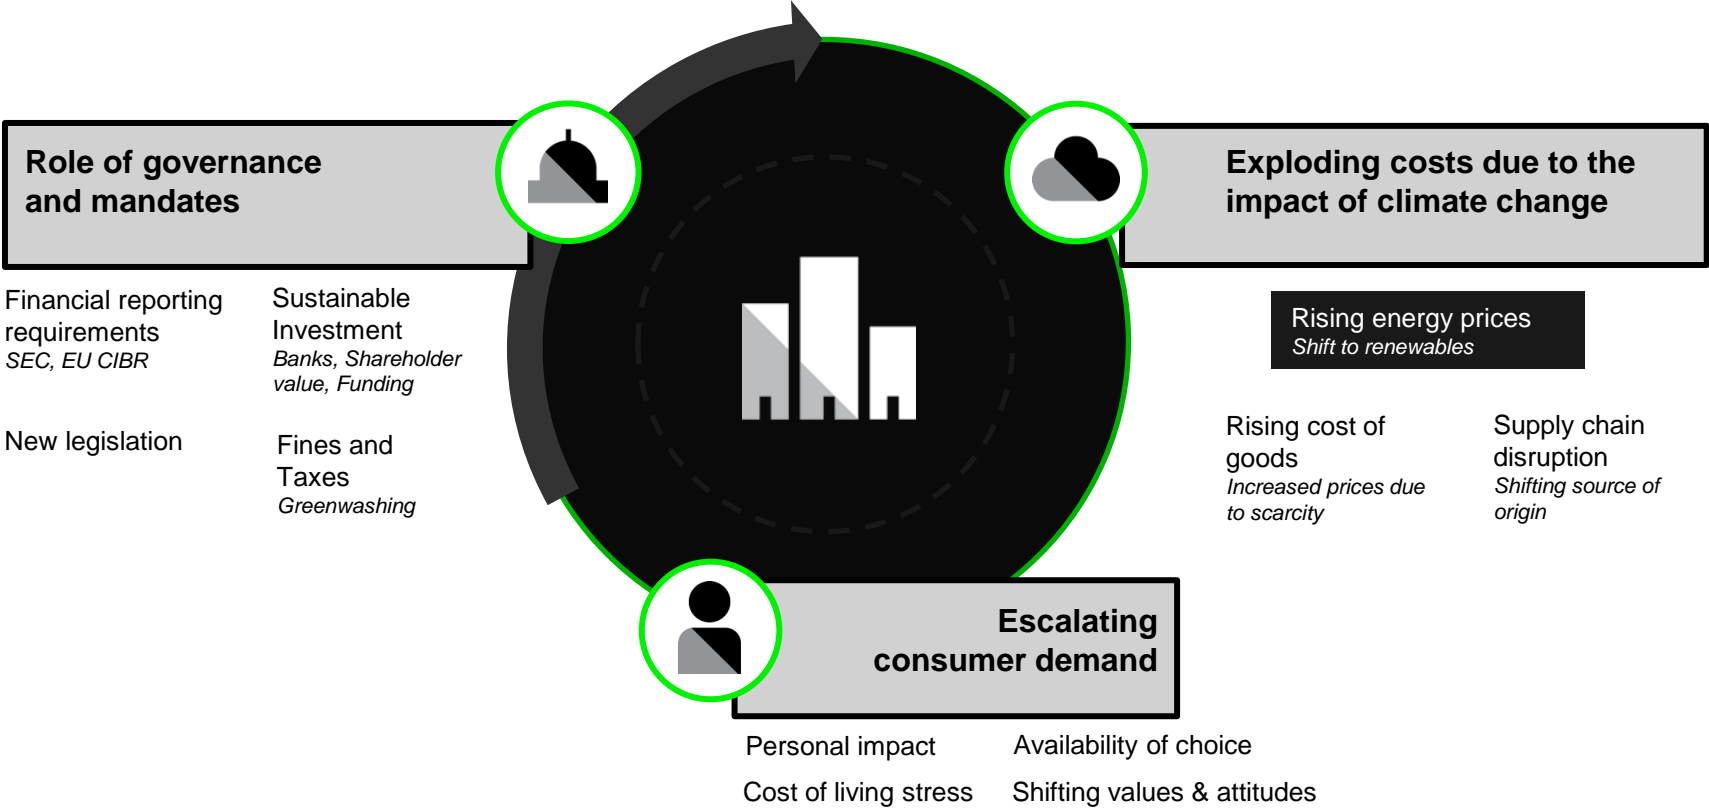 Role of governance
and mandates
Financial reporting
requirements
SEC, EU CIBR
Sustainable
Investment
Banks, Shareholder
value, Funding
New legislation
Fines and
Taxes
Greenwashing
Exploding costs due to the
impact of climate change
Rising energy prices
Shift to renewables
Rising cost of
goods
Increased prices due
to scarcity
Supply chain
disruption
Shifting source of
origin
Escalating
consumer demand
Personal impact
Availability of choice
Cost of living stress
Shifting values & attitudes